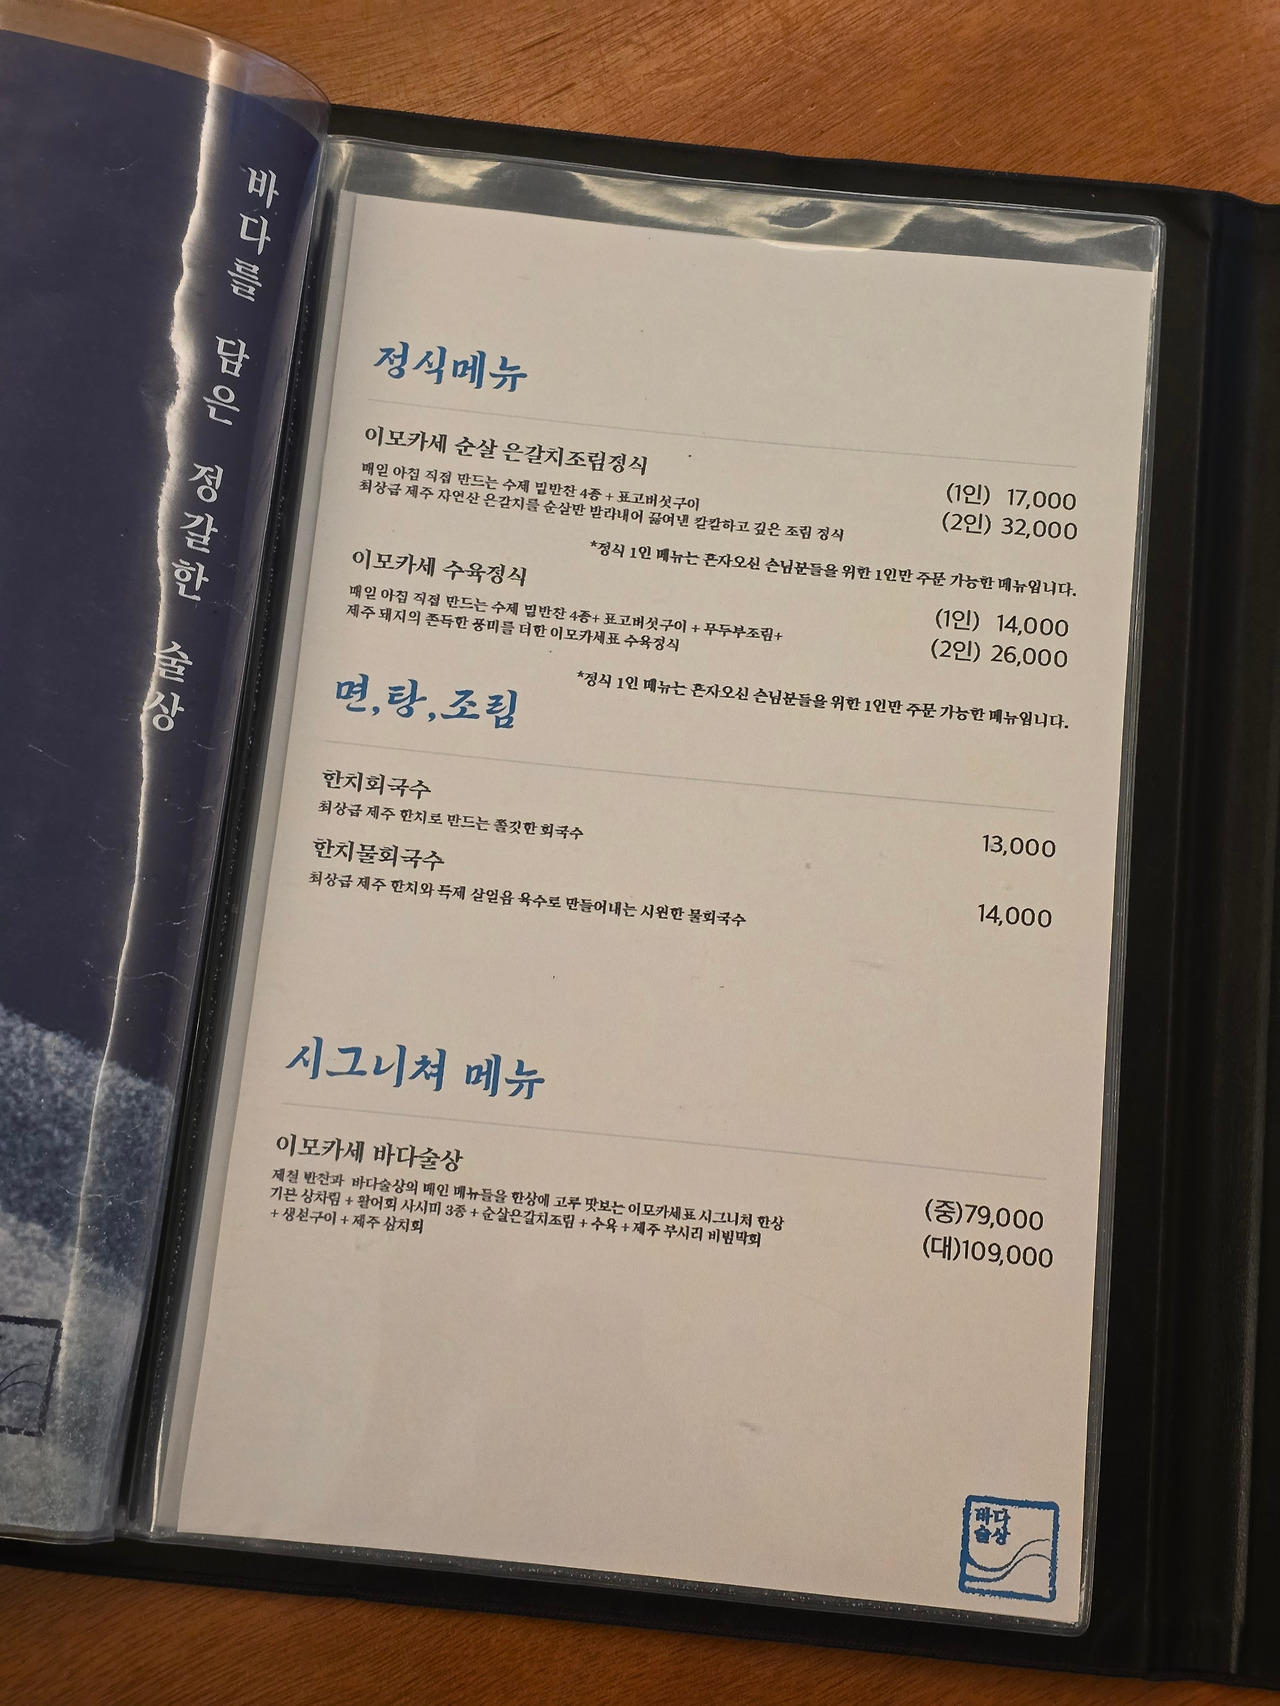 바다를 담은 정갈한 술상
정식메뉴
이모카세 순살 은갈치조림정식
매일 아침 직접 만드는 수제 밑반찬 4종 + 표고버섯구이
최상급 제주 자연산 은갈치를 순살만 발라내어 끓여낸 칼칼하고 깊은 조림 정식
(1인) 17,000
(2인) 32,000
*정식 1인 메뉴는 혼자오신 손님분들을 위한 1인만 주문 가능한 메뉴입니다.
이모카세 수육정식
매일 아침 직접 만드는 수제 밑반찬 4종+ 표고버섯구이 + 무두부조림+
제주 돼지의 존득한 풍미를 더한 이모카세표 수육정식
(1인) 14,000
(2인) 26,000
*정식 1인 메뉴는 혼자오신 손님분들을 위한 1인만 주문 가능한 메뉴입니다.
면,탕,조림
한치회국수
최상급 제주 한치로 만드는 쫄깃한 회국수
13,000
한치물회국수
최상급 제주 한치와 특제 살얼음 육수로 만들어내는 시원한 물회국수
14,000
시그니쳐 메뉴
이모카세 바다술상
제철 반찬과 바다술상의 메인 메뉴들을 한상에 고루 맛보는 이모카세표 시그니처 한상
기본 상차림 + 활어회 사시미 3종 + 순살은갈치조림 + 수육 + 제주 부시리 비빔막회
+ 생선구이 + 제주 삼치회
(중)79,000
(대)109,000
바다
술상